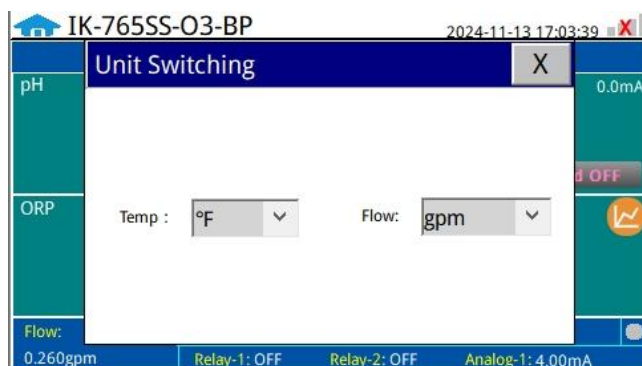 IK-765SS-O3-BP 2024-11-13 17:03:39
Unit Switching X
pH 0.0mA
OFF
ORP Temp : °F Flow: gpm
Flow:
0.260gpm Relay-1: OFF Relay-2: OFF Analog-1: 4.00mA